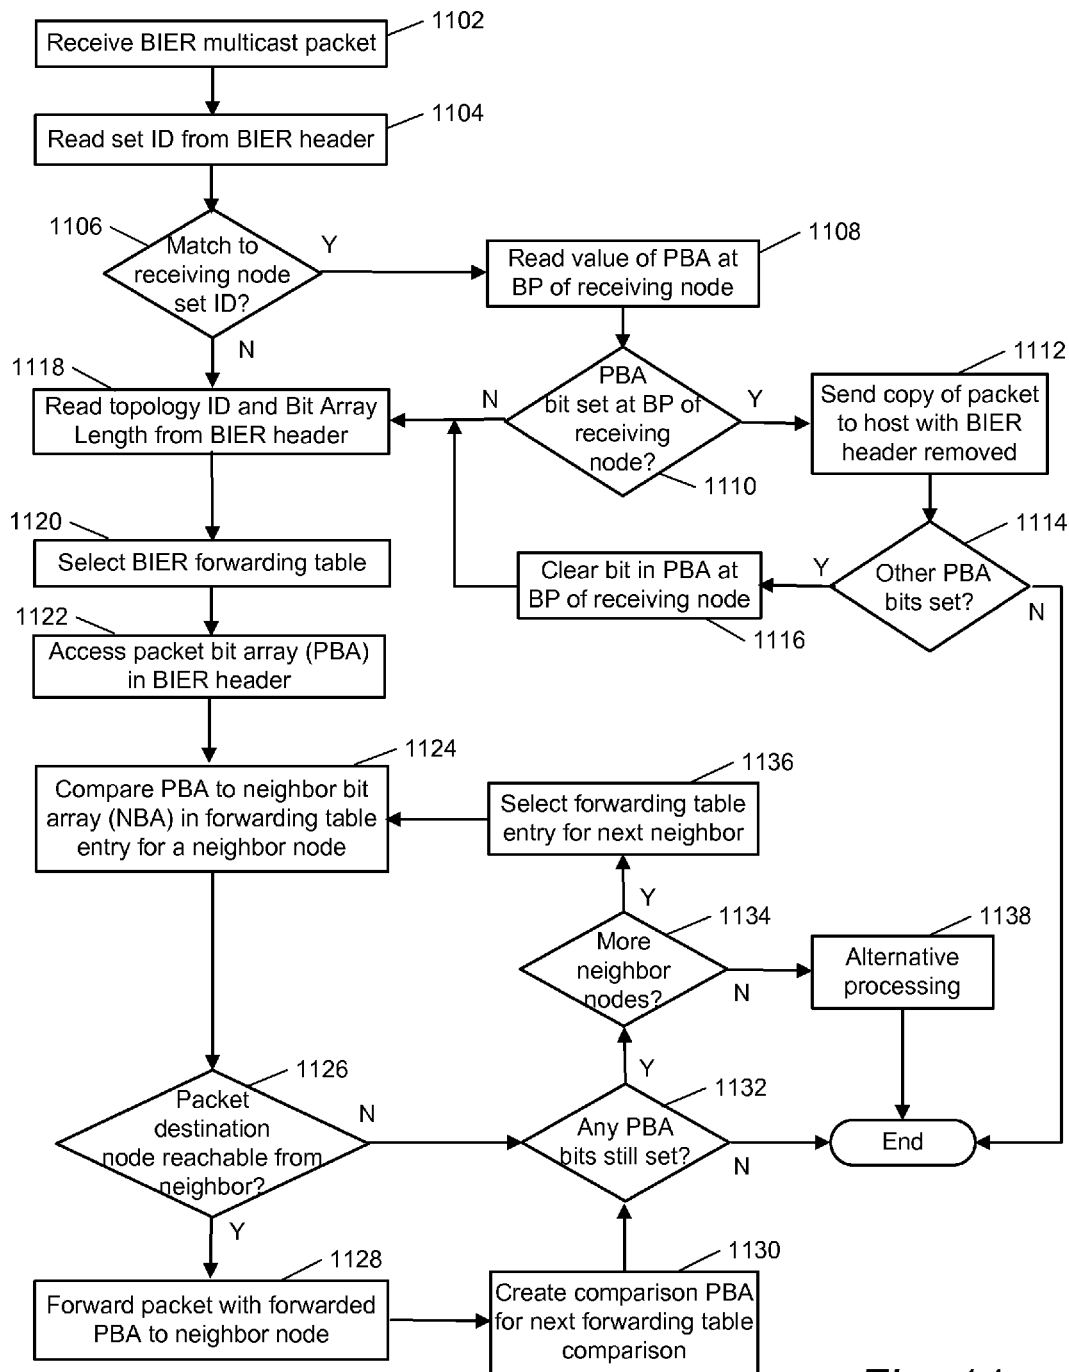 Receive BIER multicast packet
1102
Read set ID from BIER header
1104
1106
Match to
receiving node
set ID?
Y
N
Read value of PBA at
BP of receiving node
1108
PBA
bit set at BP of
receiving
node?
N
Y
1110
Send copy of packet
to host with BIER
header removed
1112
Other PBA
bits set?
1114
Y
N
Clear bit in PBA at
BP of receiving node
1116
1118
Read topology ID and Bit Array
Length from BIER header
1120
Select BIER forwarding table
1122
Access packet bit array (PBA)
in BIER header
1124
Compare PBA to neighbor bit
array (NBA) in forwarding table
entry for a neighbor node
1136
Select forwarding table
entry for next neighbor
Y
1134
More
neighbor
nodes?
N
1138
Alternative
processing
1126
Packet
destination
node reachable from
neighbor?
N
Y
Y
1132
Any PBA
bits still set?
N
End
1128
Forward packet with forwarded
PBA to neighbor node
1130
Create comparison PBA
for next forwarding table
comparison